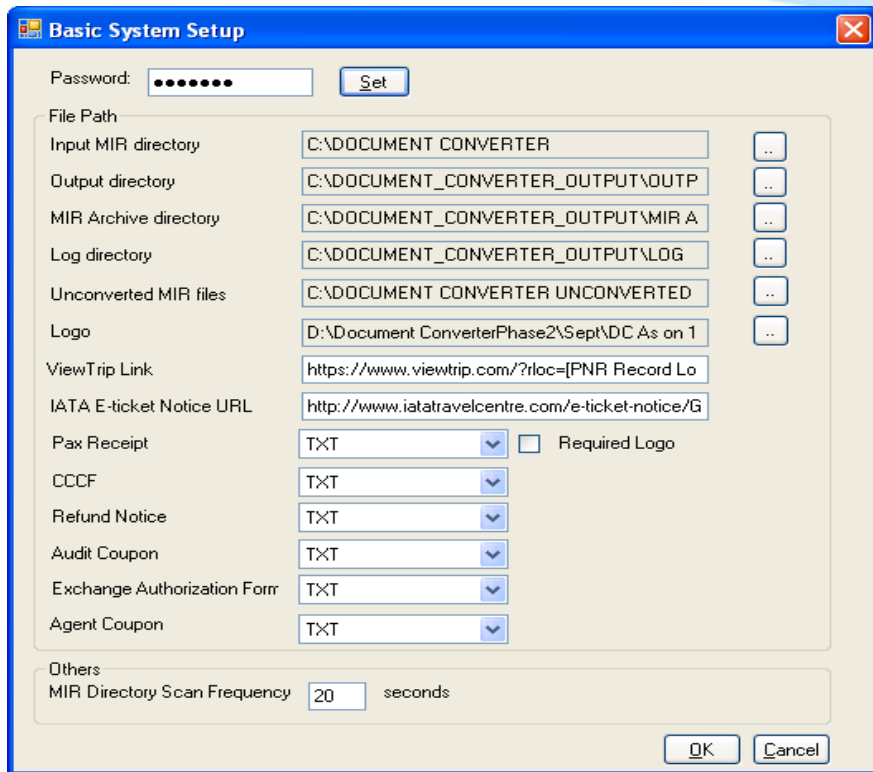 Basic System Setup
Password: ●●●●●●● Set
File Path
Input MIR directory C:\DOCUMENT CONVERTER ..
Output directory C:\DOCUMENT_CONVERTER_OUTPUT\OUTP ..
MIR Archive directory C:\DOCUMENT_CONVERTER_OUTPUT\MIR A ..
Log directory C:\DOCUMENT_CONVERTER_OUTPUT\LOG ..
Unconverted MIR files C:\DOCUMENT CONVERTER UNCONVERTED ..
Logo D:\Document ConverterPhase2\Sept\DC As on 1 ..
ViewTrip Link https://www.viewtrip.com/?rloc=[PNR Record Lo
IATA E-ticket Notice URL http://www.iatatravelcentre.com/e-ticket-notice/G
Pax Receipt TXT Required Logo
CCCF TXT
Refund Notice TXT
Audit Coupon TXT
Exchange Authorization Form TXT
Agent Coupon TXT
Others
MIR Directory Scan Frequency 20 seconds
OK Cancel